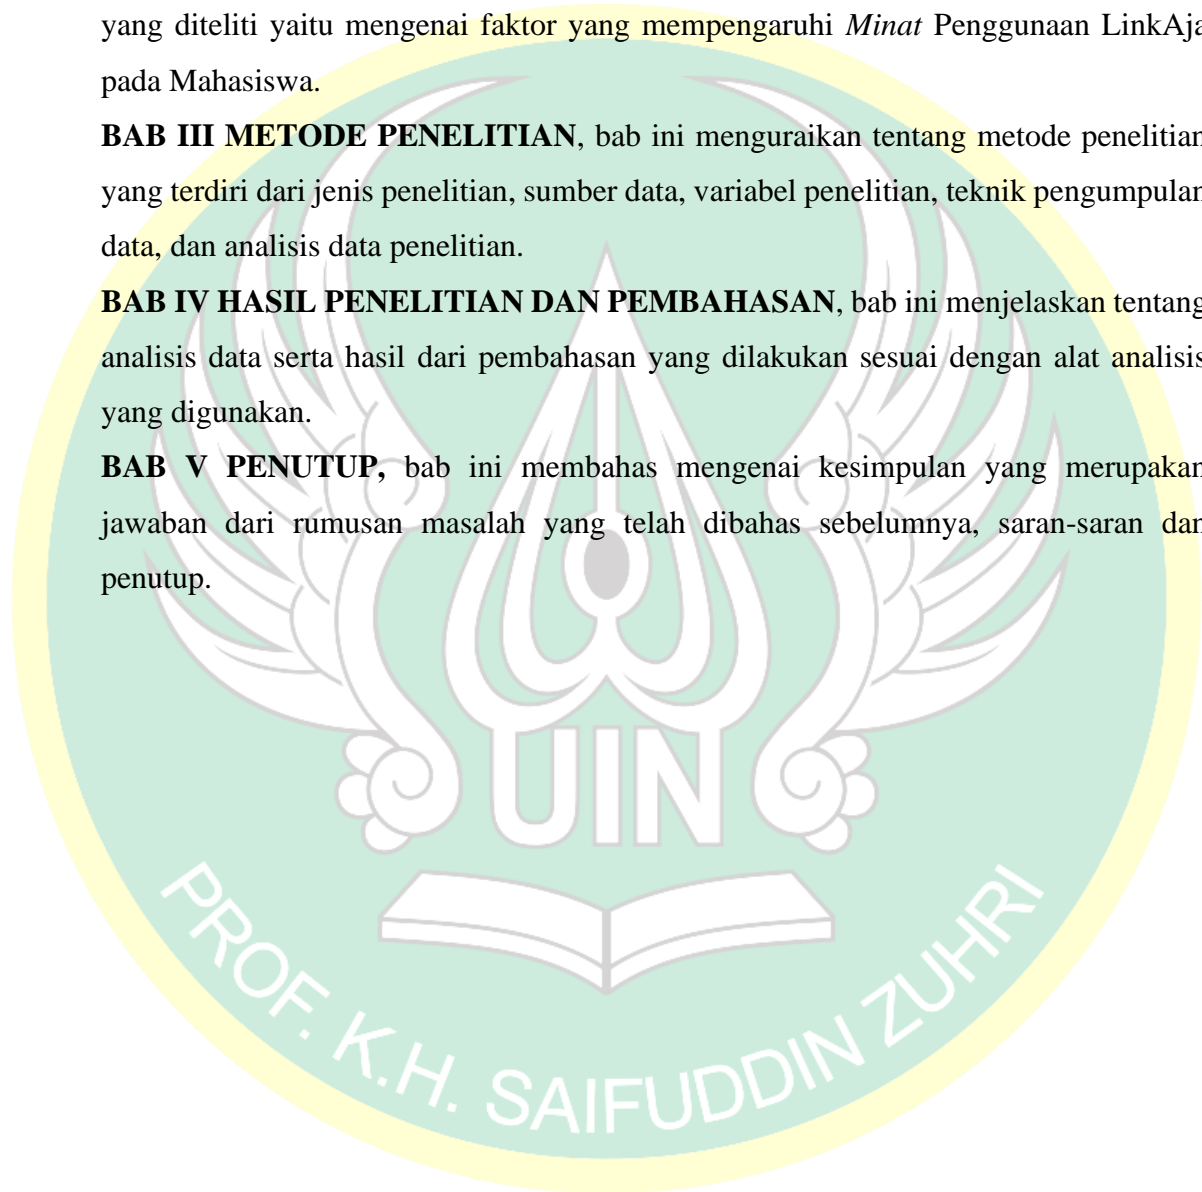 yang diteliti yaitu mengenai faktor yang mempengaruhi Minat Penggunaan LinkAja
pada Mahasiswa.
BAB III METODE PENELITIAN, bab ini menguraikan tentang metode penelitian
yang terdiri dari jenis penelitian, sumber data, variabel penelitian, teknik pengumpulan
data, dan analisis data penelitian.
BAB IV HASIL PENELITIAN DAN PEMBAHASAN, bab ini menjelaskan tentang
analisis data serta hasil dari pembahasan yang dilakukan sesuai dengan alat analisis
yang digunakan.
BAB V PENUTUP, bab ini membahas mengenai kesimpulan yang merupakan
jawaban dari rumusan masalah yang telah dibahas sebelumnya, saran-saran dan
penutup.
UIN
PROF. K.H. SAIFUDDIN ZUHRI